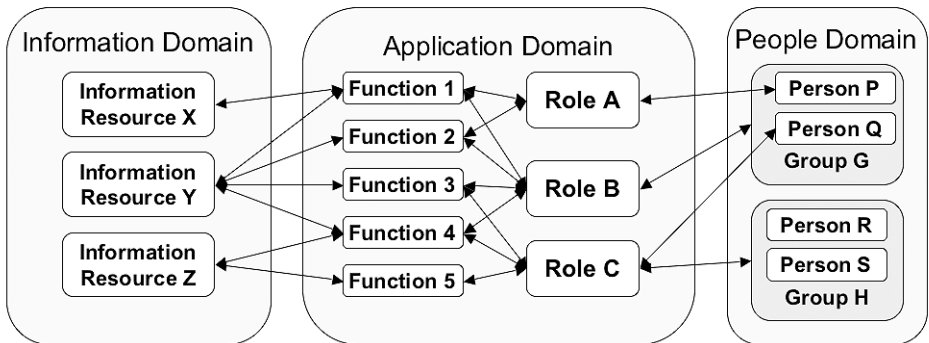 Information Domain
Information
Resource X
Information
Resource Y
Information
Resource Z
Application Domain
Function 1
Function 2
Function 3
Function 4
Function 5
Role A
Role B
Role C
People Domain
Person P
Person Q
Group G
Person R
Person S
Group H